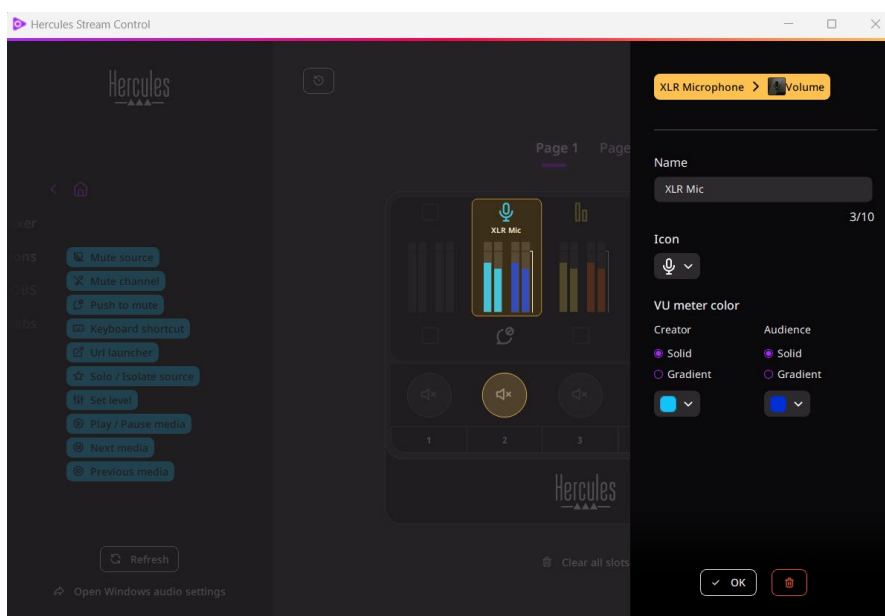 Hercules Stream Control
Hercules
XLR Microphone > Volume
Page 1 Page
Name
XLR Mic
3/10
Icon
VU meter color
Creator Audience
Solid Solid
Gradient Gradient
xer
ons
Mute source
Mute channel
Push to mute
Keyboard shortcut
Url launcher
Solo / Isolate source
Set level
Play / Pause media
Next media
Previous media
XLR Mic
1 2 3
Hercules
Refresh
Clear all slots
Open Windows audio settings
OK